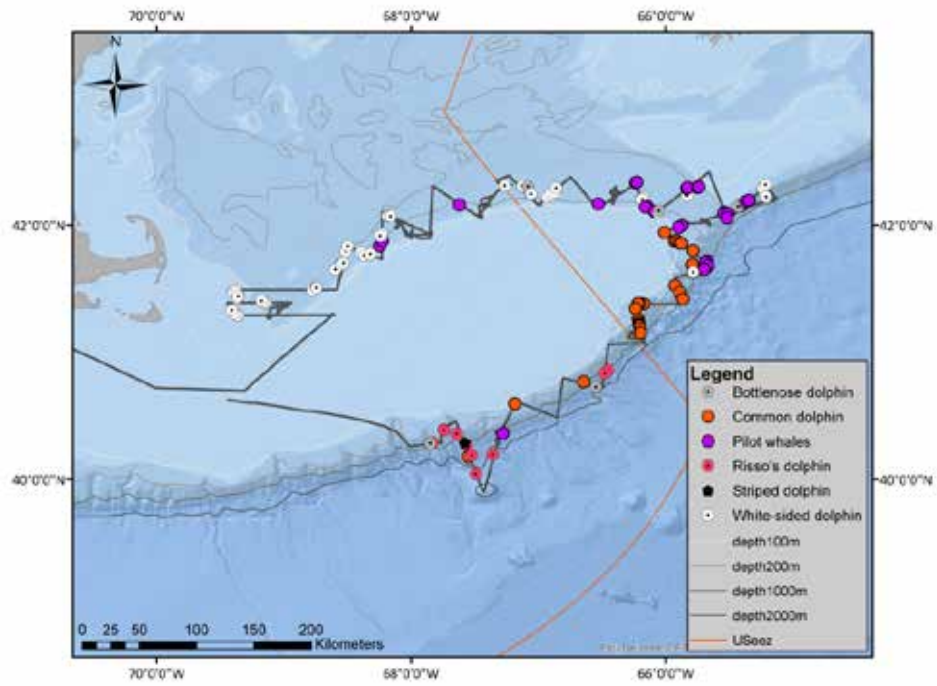 70°0'0"W 68°0'0"W 66°0'0"W
N
42°0'0"N 42°0'0"N
40°0'0"N 40°0'0"N
Legend
Bottlenose dolphin
Common dolphin
Pilot whales
Risso's dolphin
Striped dolphin
White-sided dolphin
depth100m
depth200m
depth1000m
depth2000m
USeez
0 25 50 100 150 200
Kilometers
70°0'0"W 68°0'0"W 66°0'0"W